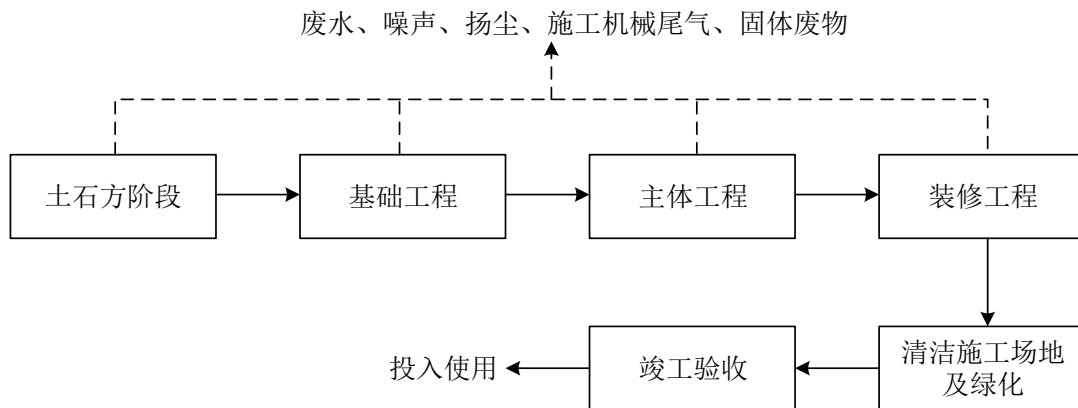 废水、噪声、扬尘、施工机械尾气、固体废物
土石方阶段
基础工程
主体工程
装修工程
清洁施工场地
及绿化
竣工验收
投入使用